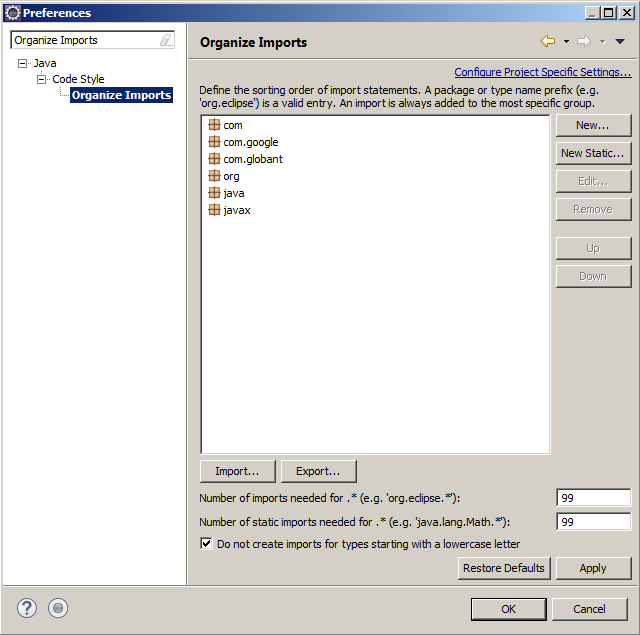 Preferences
Organize Imports
Java
Code Style
Organize Imports
Organize Imports
Configure Project Specific Settings...
Define the sorting order of import statements. A package or type name prefix (e.g.
'org.eclipse') is a valid entry. An import is always added to the most specific group.
com
com.google
com.globant
org
java
javax
New...
New Static...
Edit...
Remove
Up
Down
Import...
Export...
Number of imports needed for .* (e.g. 'org.eclipse.*'):
99
Number of static imports needed for .* (e.g. 'java.lang.Math.*'):
99
Do not create imports for types starting with a lowercase letter
Restore Defaults
Apply
?
OK
Cancel